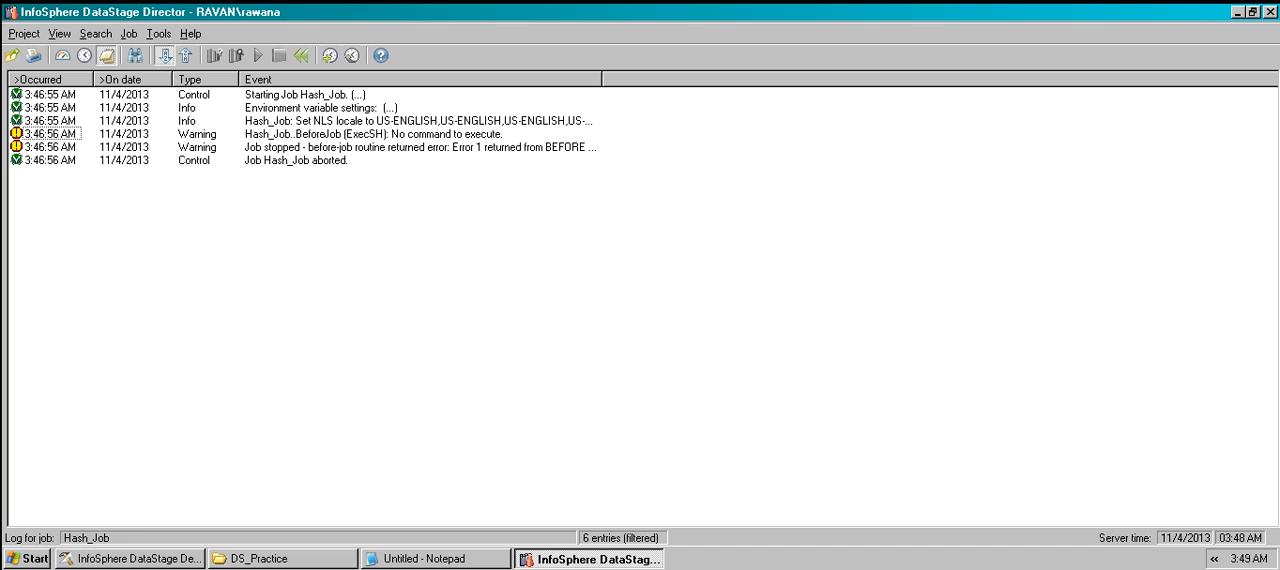 InfoSphere DataStage Director - RAVAN\rawana
Project View Search Job Tools Help
>Occurred >On date Type Event
3:46:55 AM 11/4/2013 Control Starting Job Hash_Job. (...)
3:46:55 AM 11/4/2013 Info Environment variable settings: (...)
3:46:55 AM 11/4/2013 Info Hash_Job: Set NLS locale to US-ENGLISH,US-ENGLISH,US-ENGLISH,US-...
3:46:56 AM 11/4/2013 Warning Hash_Job..BeforeJob (ExecSH): No command to execute.
3:46:56 AM 11/4/2013 Warning Job stopped - before-job routine returned error: Error 1 returned from BEFORE ...
3:46:56 AM 11/4/2013 Control Job Hash_Job aborted.
Log for job: Hash_Job 6 entries (filtered) Server time: 11/4/2013 03:48 AM
Start InfoSphere DataStage De... DS_Practice Untitled - Notepad InfoSphere DataStag... « 3:49 AM